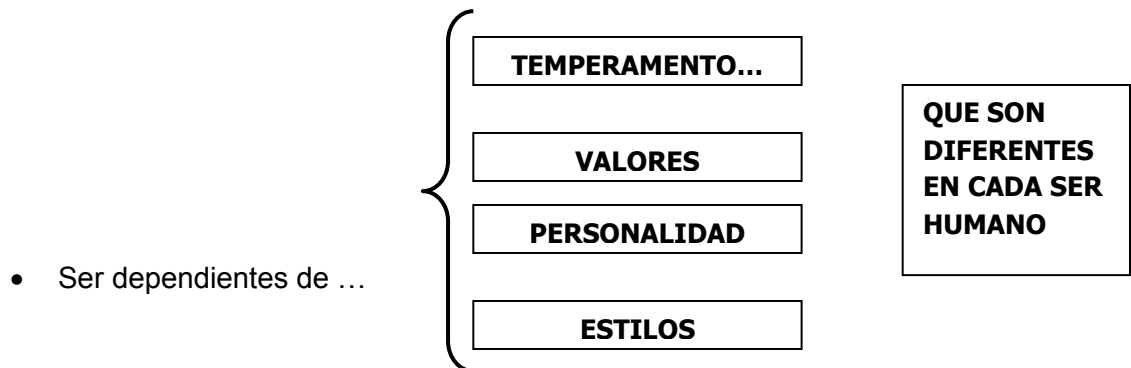 TEMPERAMENTO…
VALORES
PERSONALIDAD
• Ser dependientes de …
ESTILOS
QUE SON
DIFERENTES
EN CADA SER
HUMANO